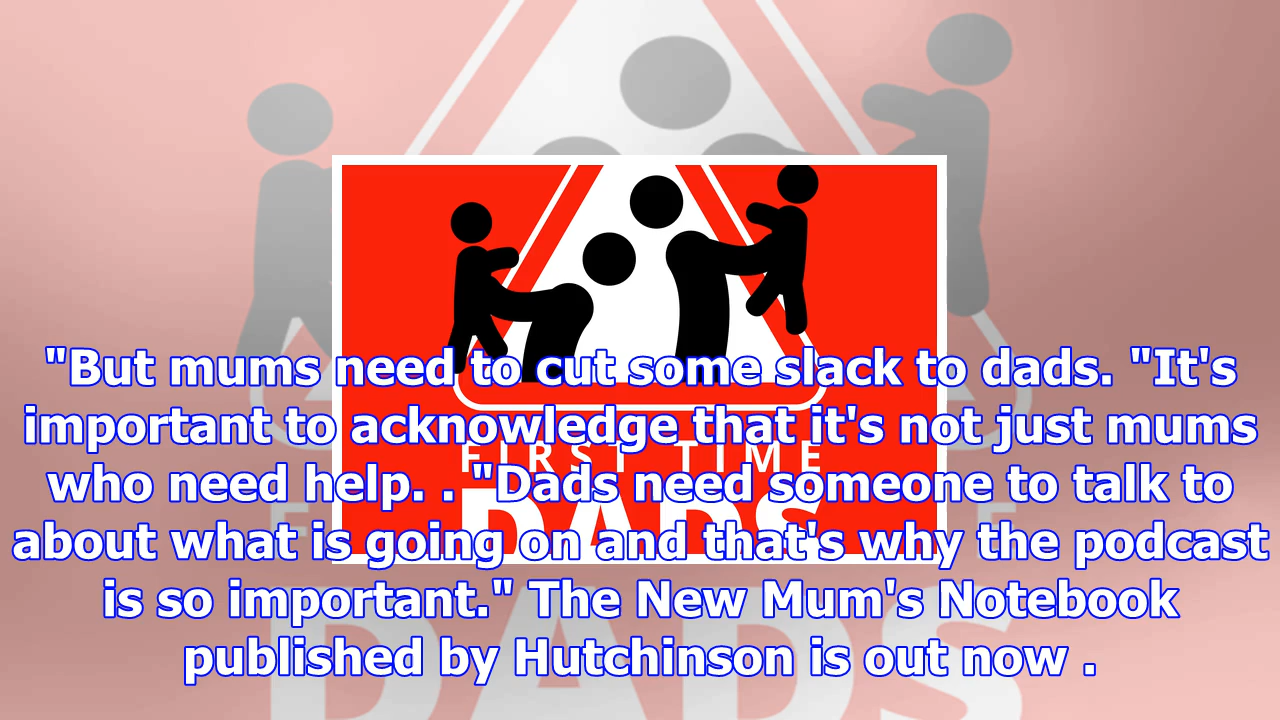 "But mums need to cut some slack to dads. "It's
important to acknowledge that it's not just mums
who need help. . "Dads need someone to talk to
about what is going on and that's why the podcast
is so important." The New Mum's Notebook
published by Hutchinson is out now .
FIRST TIME
DADS
DADS